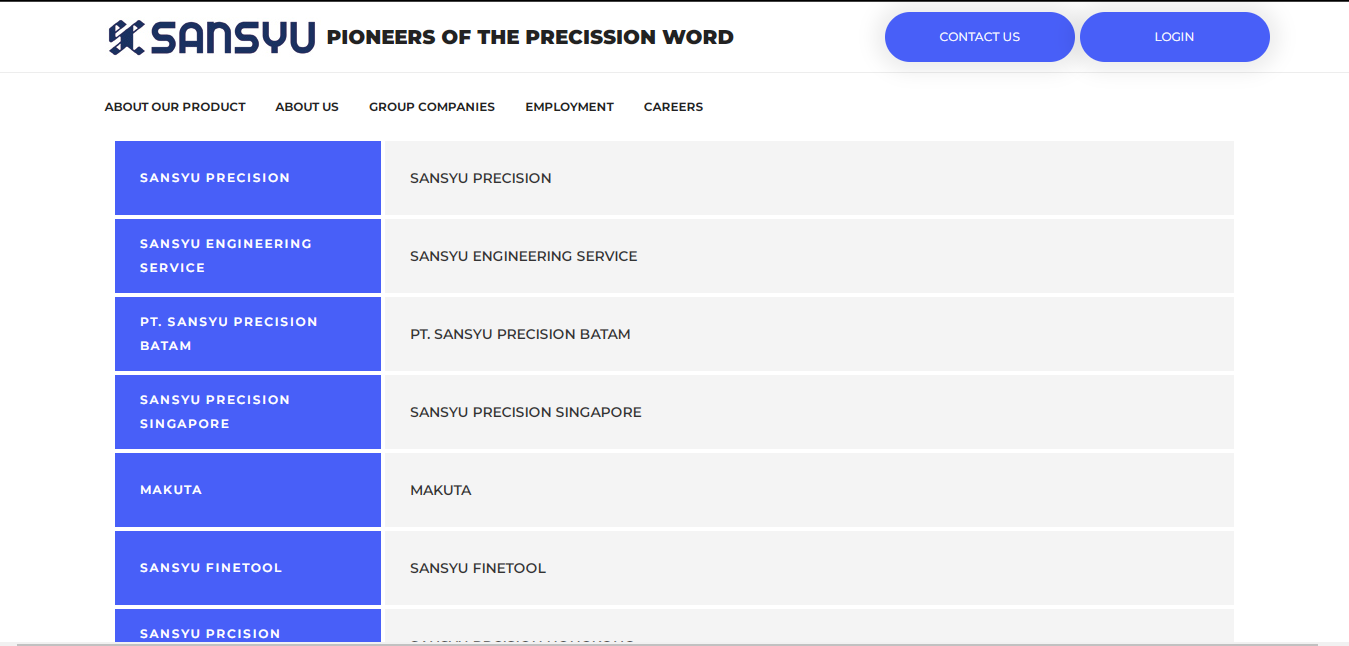 SANSYU PIONEERS OF THE PRECISSION WORD
CONTACT US
LOGIN
ABOUT OUR PRODUCT
ABOUT US
GROUP COMPANIES
EMPLOYMENT
CAREERS
SANSYU PRECISION
SANSYU PRECISION
SANSYU ENGINEERING
SERVICE
SANSYU ENGINEERING SERVICE
PT. SANSYU PRECISION
BATAM
PT. SANSYU PRECISION BATAM
SANSYU PRECISION
SINGAPORE
SANSYU PRECISION SINGAPORE
MAKUTA
MAKUTA
SANSYU FINETOOL
SANSYU FINETOOL
SANSYU PRCISION